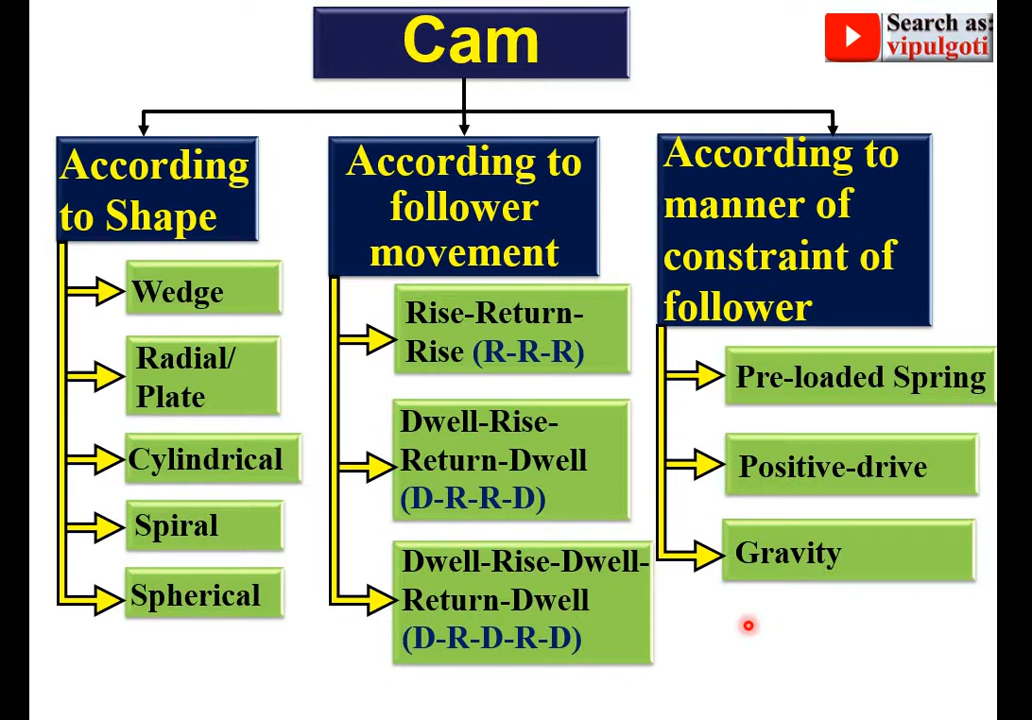 Cam
Search as:
vipulgoti
According
to Shape
Wedge
Radial/
Plate
Cylindrical
Spiral
Spherical
According to
follower
movement
Rise-Return-
Rise (R-R-R)
Dwell-Rise-
Return-Dwell
(D-R-R-D)
Dwell-Rise-Dwell-
Return-Dwell
(D-R-D-R-D)
According to
manner of
constraint of
follower
Pre-loaded Spring
Positive-drive
Gravity